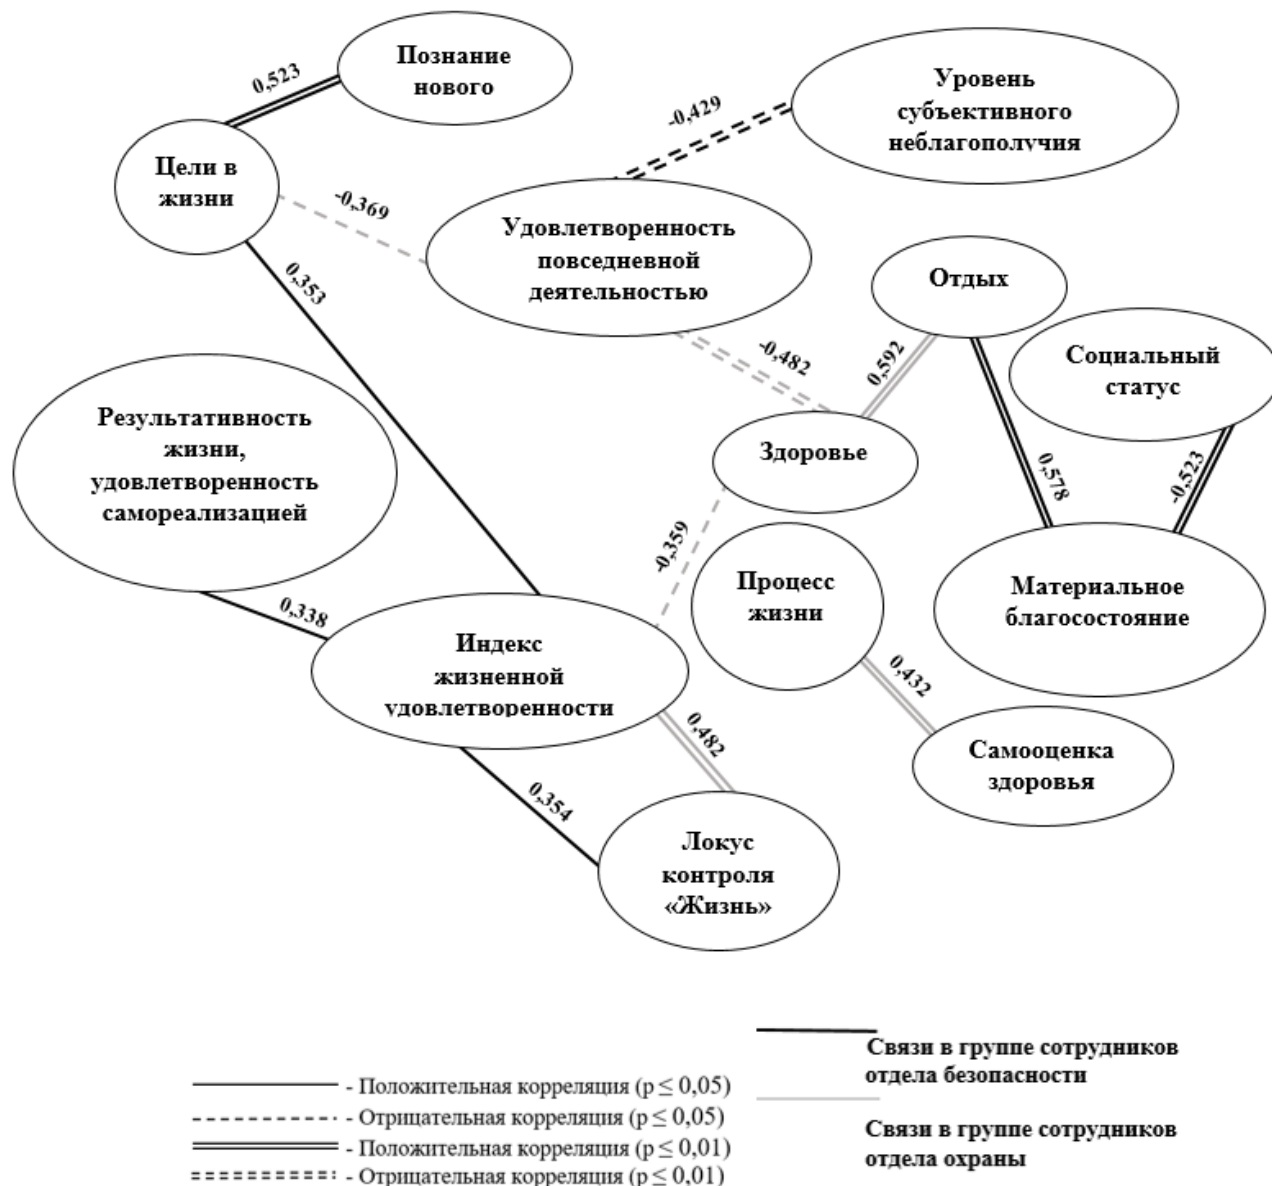 Познание
нового
0,523
Уровень
субъективного
неблагополучия
-0,429
Цели в
жизни
-0,369
Удовлетворенность
повседневной
деятельностью
Отдых
0,353
-0,482
0,592
Социальный
статус
Результативность
жизни,
удовлетворенность
самореализацией
Здоровье
0,578
-0,523
-0,359
Процесс
жизни
Материальное
благосостояние
0,338
Индекс
жизненной
удовлетворенности
0,432
0,482
Самооценка
здоровья
0,354
Локус
контроля
«Жизнь»
- Положительная корреляция (p ≤ 0,05)
- Отрицательная корреляция (p ≤ 0,05)
- Положительная корреляция (p ≤ 0,01)
- Отрицательная корреляция (p ≤ 0,01)
Связи в группе сотрудников
отдела безопасности
Связи в группе сотрудников
отдела охраны